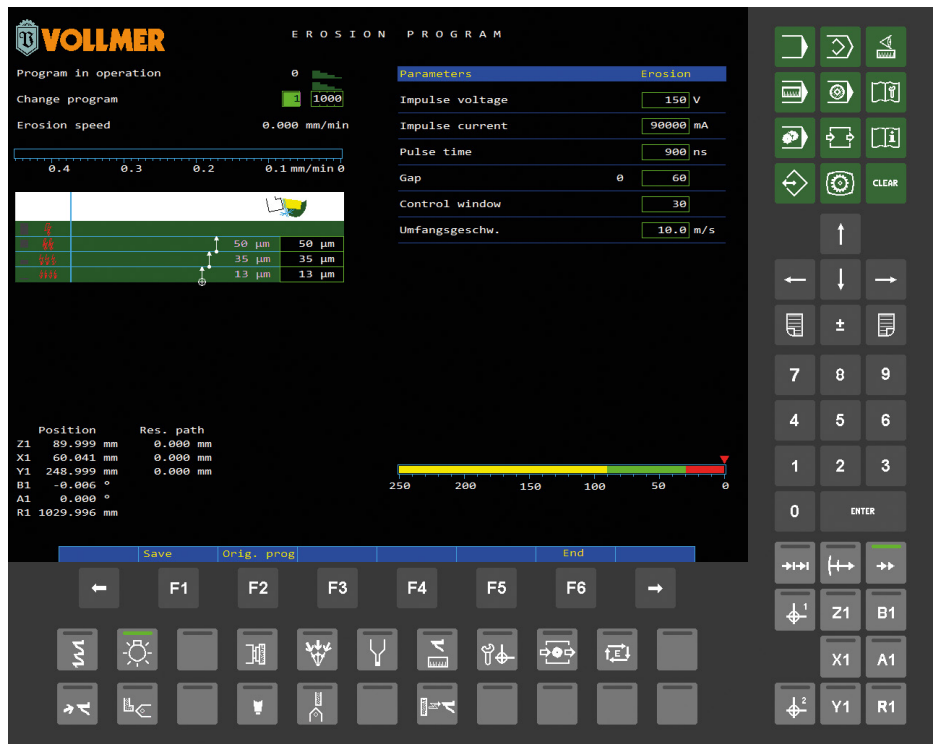 VOLLMER
EROSION PROGRAM
Program in operation 0
Change program 1 1000
Erosion speed 0.000 mm/min
0.4 0.3 0.2 0.1 mm/min 0
50 µm 50 µm
35 µm 35 µm
13 µm 13 µm
Parameters Erosion
Impulse voltage 150 V
Impulse current 90000 mA
Pulse time 900 ns
Gap 0 60
Control window 30
Umfangsgeschw. 10.0 m/s
Position Res. path
Z1 89.999 mm 0.000 mm
X1 60.041 mm 0.000 mm
Y1 248.999 mm 0.000 mm
B1 -0.006 °
A1 0.000 °
R1 1029.996 mm
250 200 150 100 50 0
Save Orig. prog End
F1 F2 F3 F4 F5 F6
CLEAR
±
7 8 9
4 5 6
1 2 3
0 ENTER
1 Z1 B1
X1 A1
2 Y1 R1
E